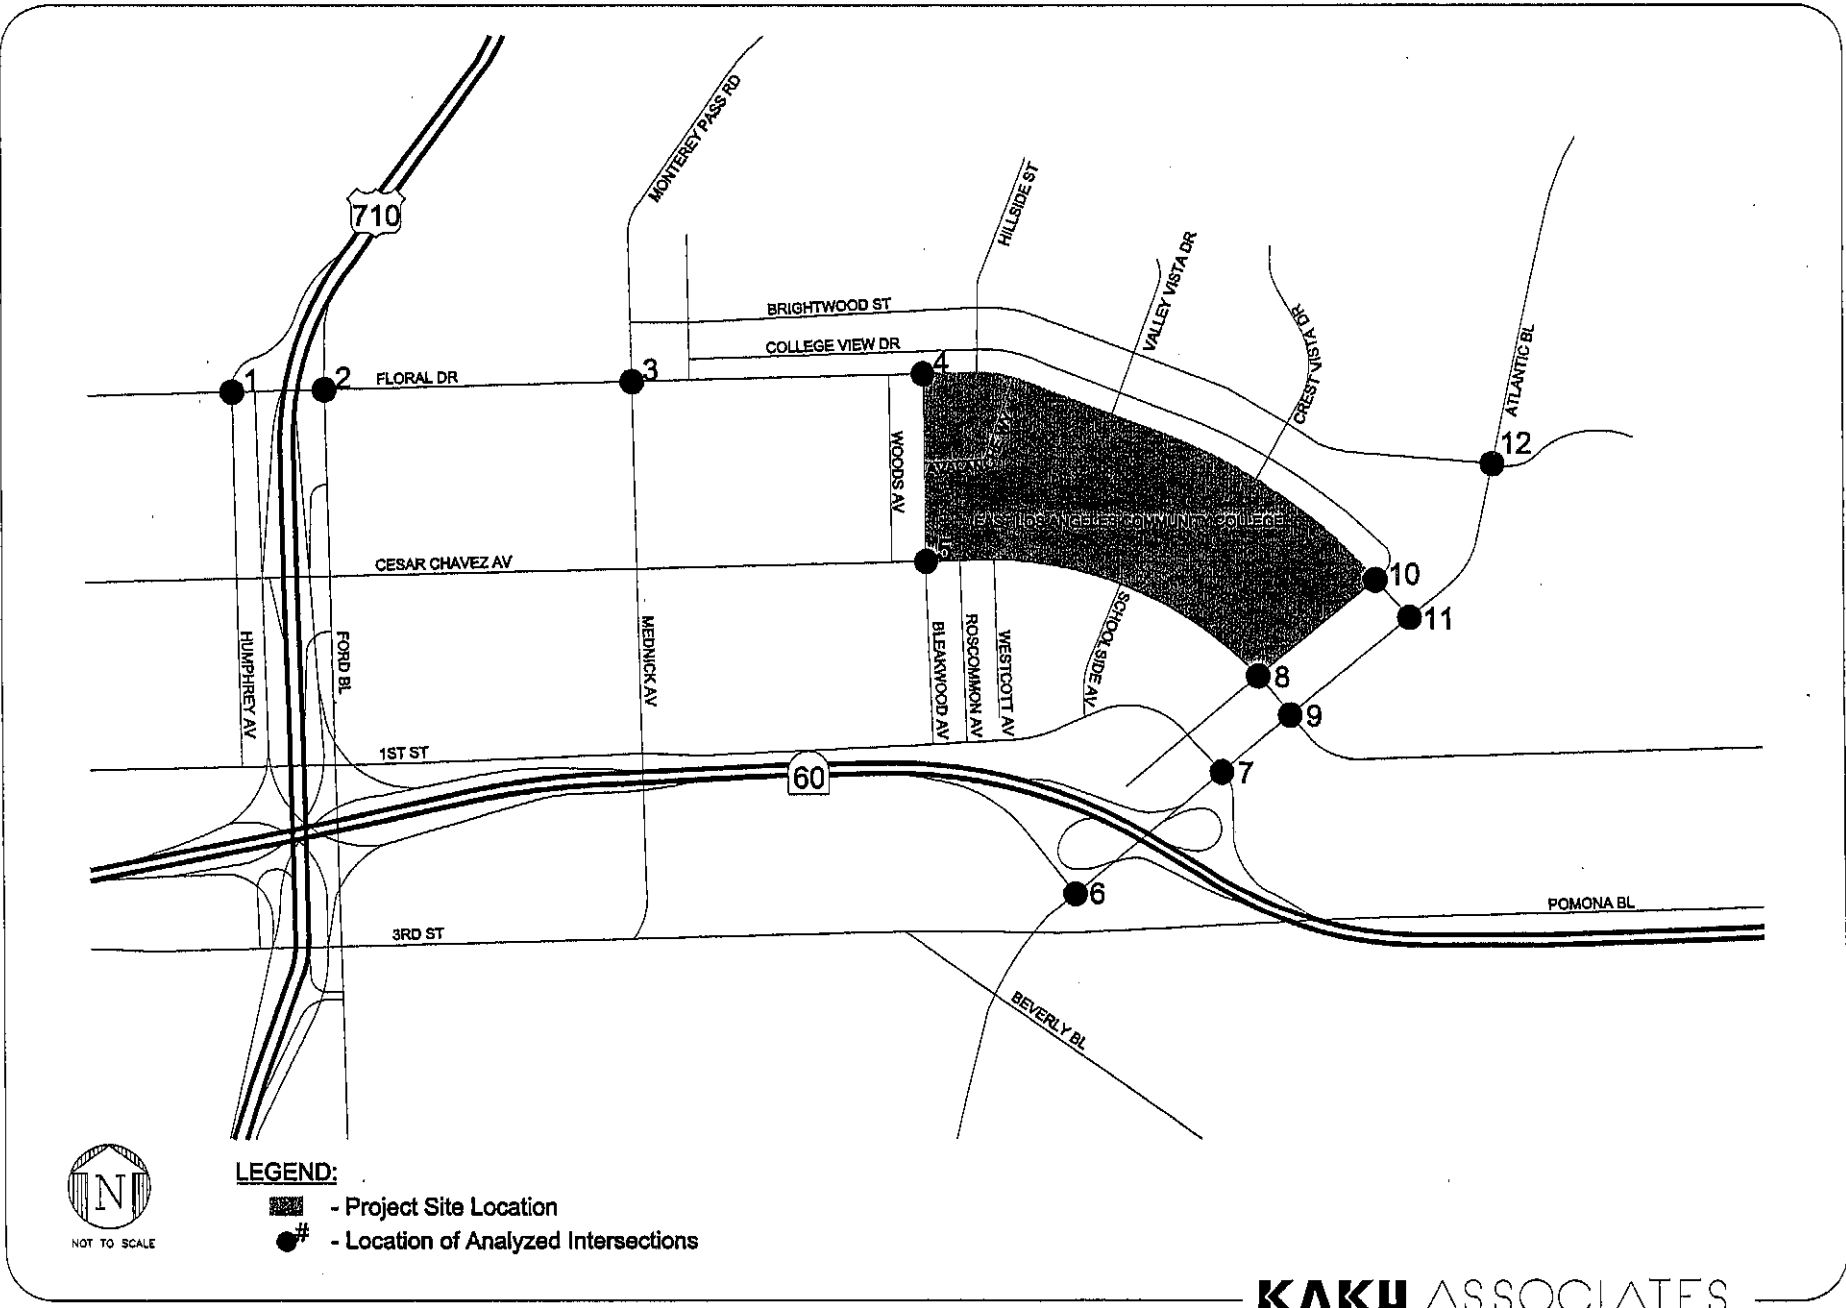 MONTEREY PASS RD
710
HILLSIDE ST
VALLEY VISTA DR
BRIGHTWOOD ST
CREST VISTA DR
ATLANTIC BL
COLLEGE VIEW DR
1
2
FLORAL DR
3
4
12
WOODS AV
EAST LOS ANGELES COMMUNITY COLLEGE
5
CESAR CHAVEZ AV
10
11
HUMPHREY AV
FORD BL
MEDNICK AV
BLEAKWOOD AV
ROSCOMMON AV
WESTCOTT AV
SCHOOLSIDE AV
8
9
1ST ST
60
7
6
POMONA BL
3RD ST
BEVERLY BL
N
NOT TO SCALE
LEGEND:
- Project Site Location
# - Location of Analyzed Intersections
KAKU ASSOCIATES